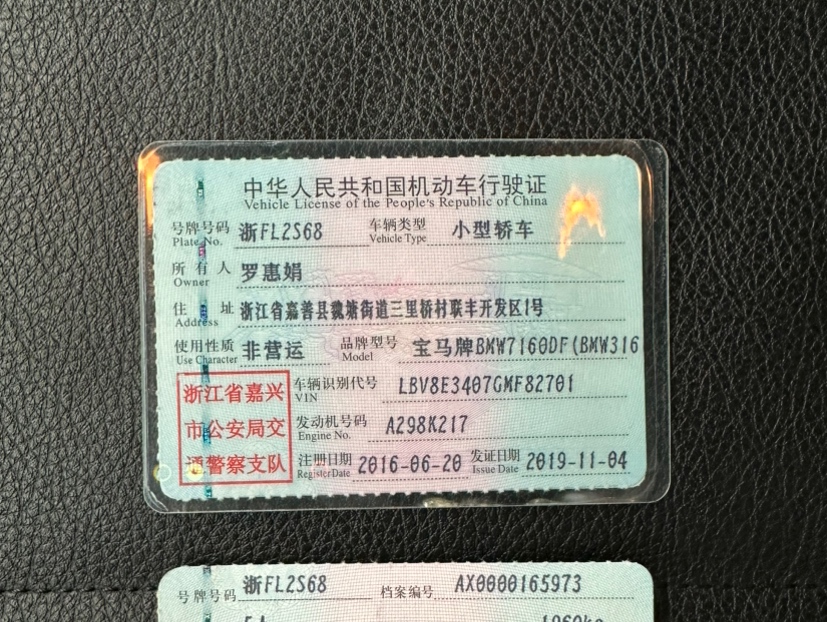 中华人民共和国机动车行驶证
Vehicle License of the People's Republic of China
号牌号码 浙FL2S68 车辆类型 小型轿车
Plate No. Vehicle Type
所有人 罗惠娟
Owner
住址 浙江省嘉善县魏塘街道三里桥村联丰开发区1号
Address
使用性质 非营运 品牌型号 宝马牌BMW7160DF(BMW316
Use Character Model
浙江省嘉兴
市公安局交
通警察支队
车辆识别代号 LBV8E3407GMF82701
VIN
发动机号码 A298K217
Engine No.
注册日期 2016-06-20 发证日期 2019-11-04
Register Date Issue Date
号牌号码 浙FL2S68 档案编号 AX0000165973